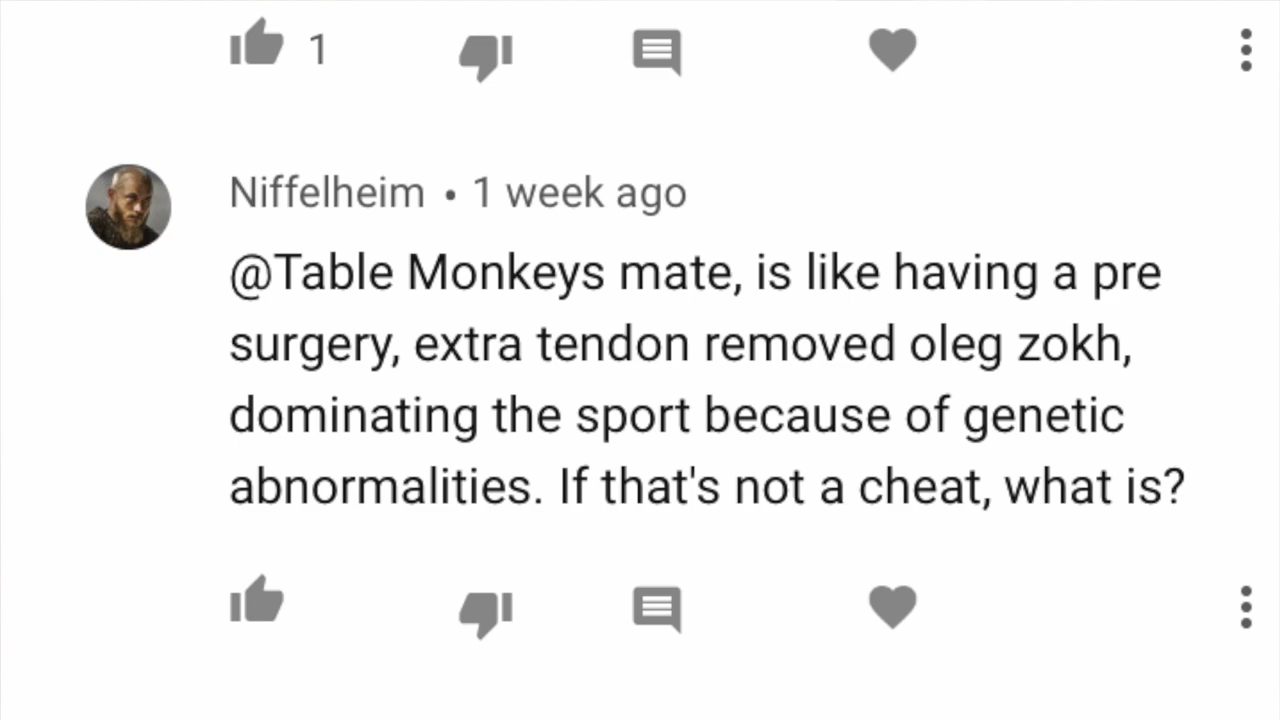 1
Niffelheim • 1 week ago
@Table Monkeys mate, is like having a pre
surgery, extra tendon removed oleg zokh,
dominating the sport because of genetic
abnormalities. If that's not a cheat, what is?